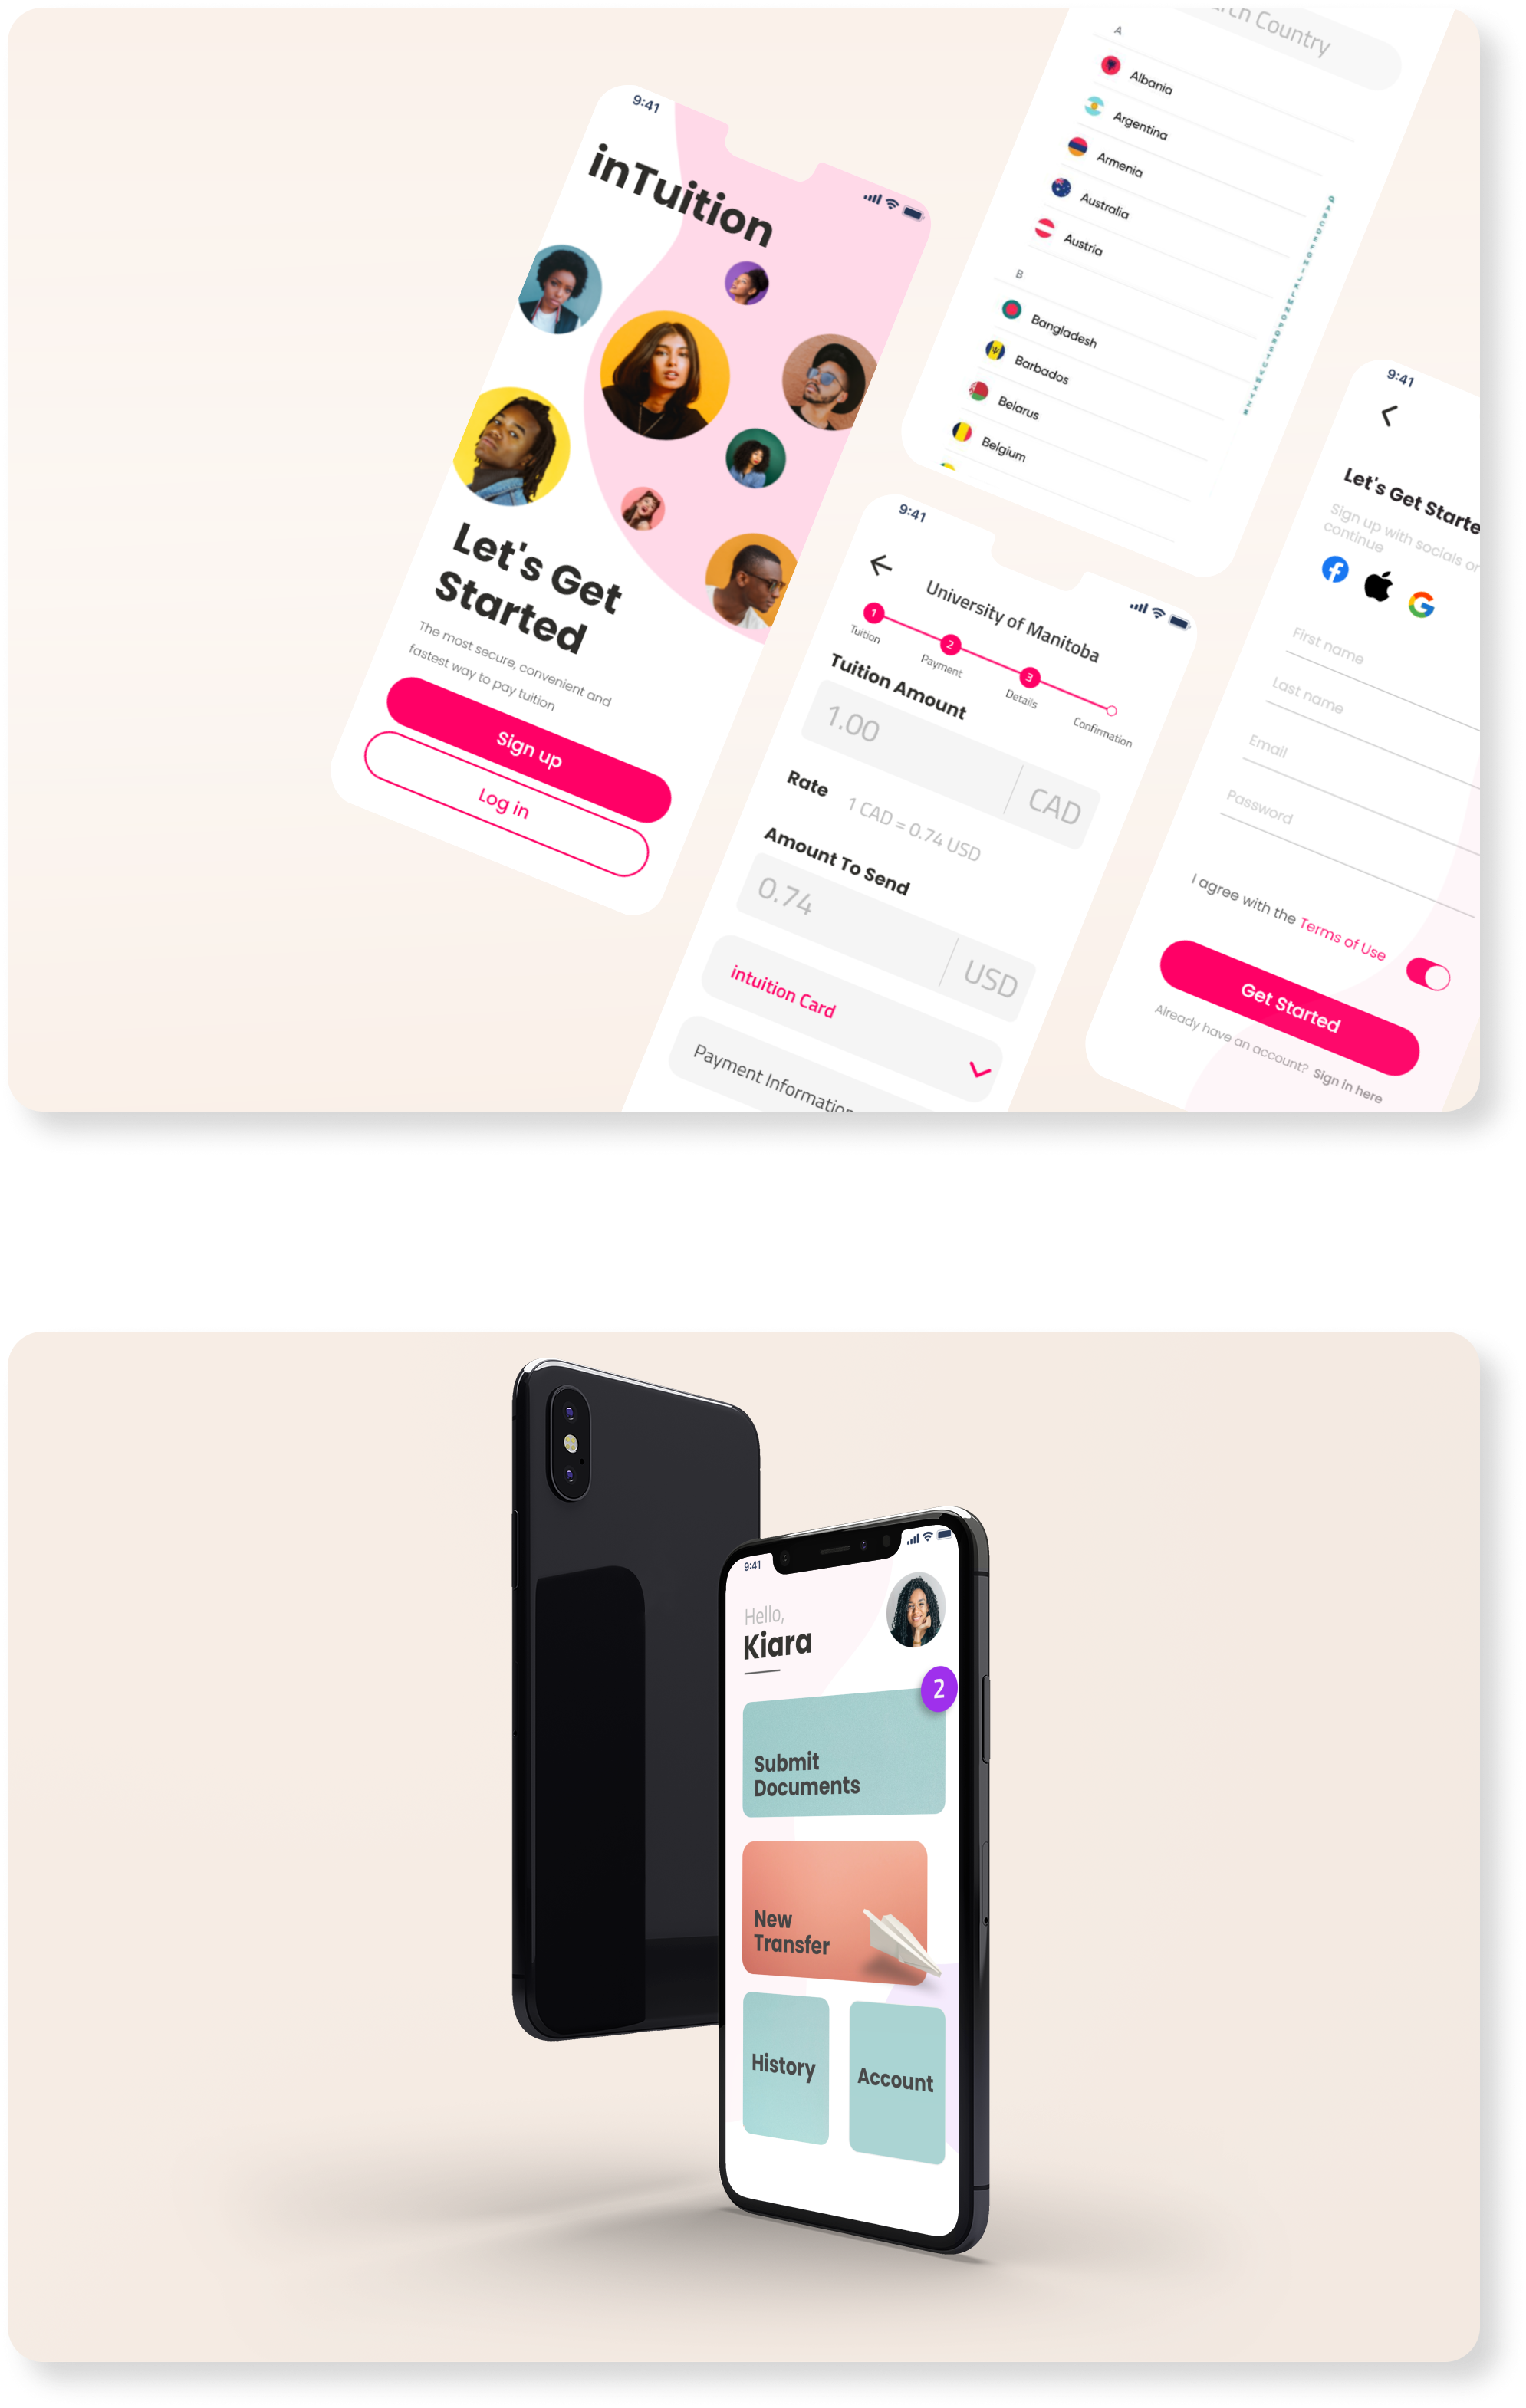 9:41
inTuition
Let's Get
Started
The most secure, convenient and
fastest way to pay tuition
Sign up
Log in
Country
A
Albania
Argentina
Armenia
Australia
Austria
B
Bangladesh
Barbados
Belarus
Belgium
9:41
University of Manitoba
1
2
3
Tuition
Payment
Details
Confirmation
Tuition Amount
1.00
CAD
Rate
1 CAD = 0.74 USD
Amount To Send
0.74
USD
intuition Card
Payment Information
9:41
Let's Get Starte
Sign up with socials or
continue
First name
Last name
Email
Password
I agree with the Terms of Use
Get Started
Already have an account? Sign in here
9:41
Hello,
Kiara
2
Submit
Documents
New
Transfer
History
Account